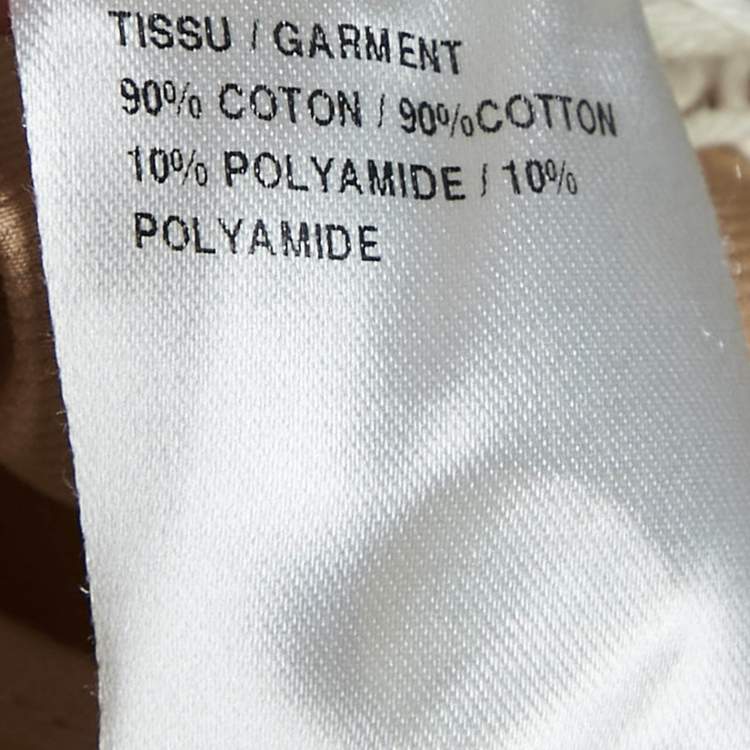 TISSU / GARMENT
90% COTON / 90%COTTON
10% POLYAMIDE / 10%
POLYAMIDE